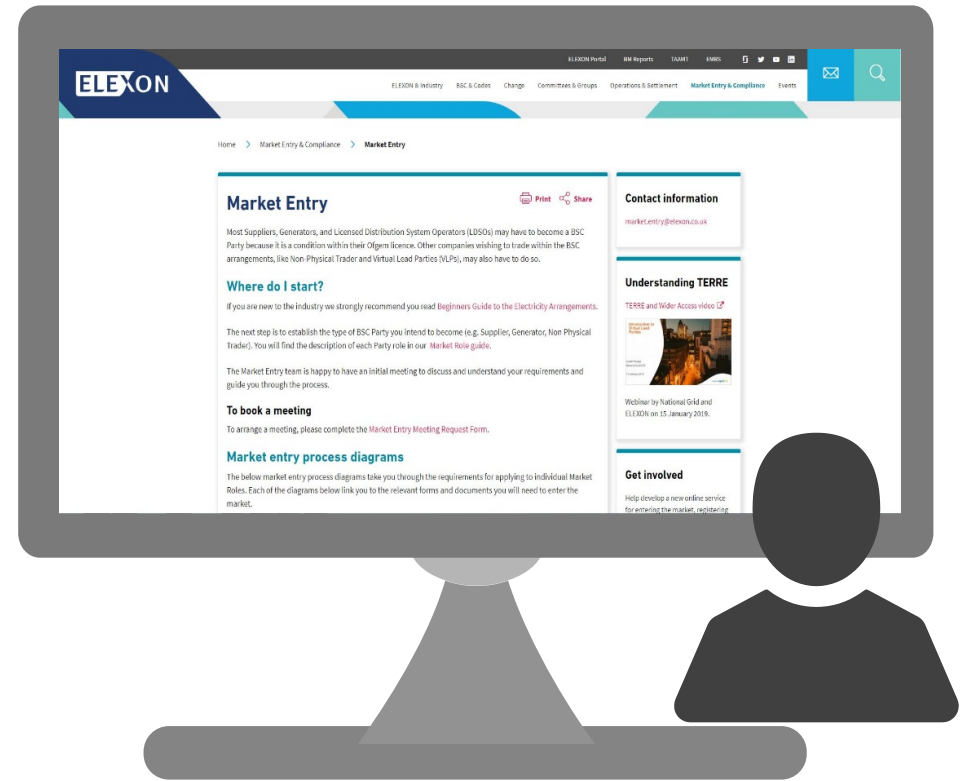 ELEXON Portal BM Reports TAAMT EMRS
ELEXON
ELEXON & Industry BSC & Codes Change Committees & Groups Operations & Settlement Market Entry & Compliance Events
Home > Market Entry & Compliance > Market Entry
Market Entry
Print Share
Most Suppliers, Generators, and Licensed Distribution System Operators (LDSOs) may have to become a BSC
Party because it is a condition within their Ofgem licence. Other companies wishing to trade within the BSC
arrangements, like Non-Physical Trader and Virtual Lead Parties (VLPs), may also have to do so.
Where do I start?
If you are new to the industry we strongly recommend you read Beginners Guide to the Electricity Arrangements.
The next step is to establish the type of BSC Party you intend to become (e.g. Supplier, Generator, Non Physical
Trader). You will find the description of each Party role in our Market Role guide.
The Market Entry team is happy to have an initial meeting to discuss and understand your requirements and
guide you through the process.
To book a meeting
To arrange a meeting, please complete the Market Entry Meeting Request Form.
Market entry process diagrams
The below market entry process diagrams take you through the requirements for applying to individual Market
Roles. Each of the diagrams below link you to the relevant forms and documents you will need to enter the
market.
Contact information
market.entry@elexon.co.uk
Understanding TERRE
TERRE and Wider Access video
Introduction to
Virtual Lead
Parties
Webinar by National Grid and
ELEXON on 15 January 2019.
Get involved
Help develop a new online service
for entering the market, registering